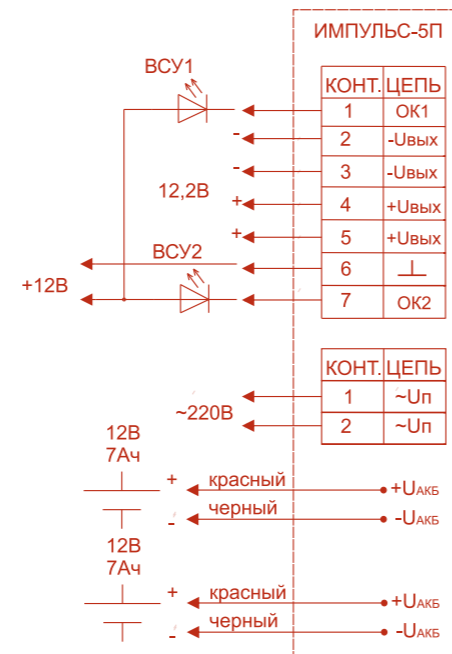 ИМПУЛЬС-5П
ВСУ1
КОНТ. ЦЕПЬ
1 ОК1
- 2 -Uвых
- 3 -Uвых
12,2В
+ 4 +Uвых
+ 5 +Uвых
ВСУ2
6 ⊥
+12В
7 ОК2
КОНТ. ЦЕПЬ
1 ~Uп
~220В
2 ~Uп
12В
7Ач
+ красный +UАКБ
- черный -UАКБ
12В
7Ач
+ красный +UАКБ
- черный -UАКБ